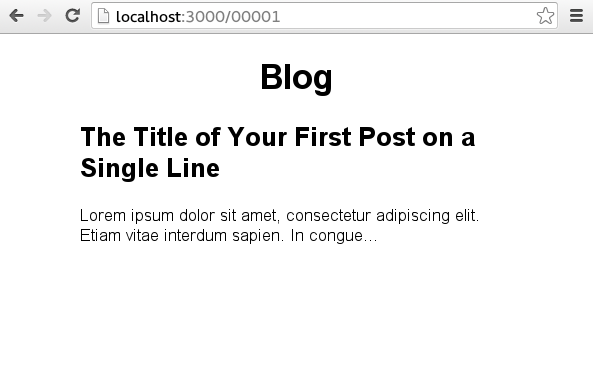 localhost:3000/00001
Blog
The Title of Your First Post on a
Single Line
Lorem ipsum dolor sit amet, consectetur adipiscing elit.
Etiam vitae interdum sapien. In congue...